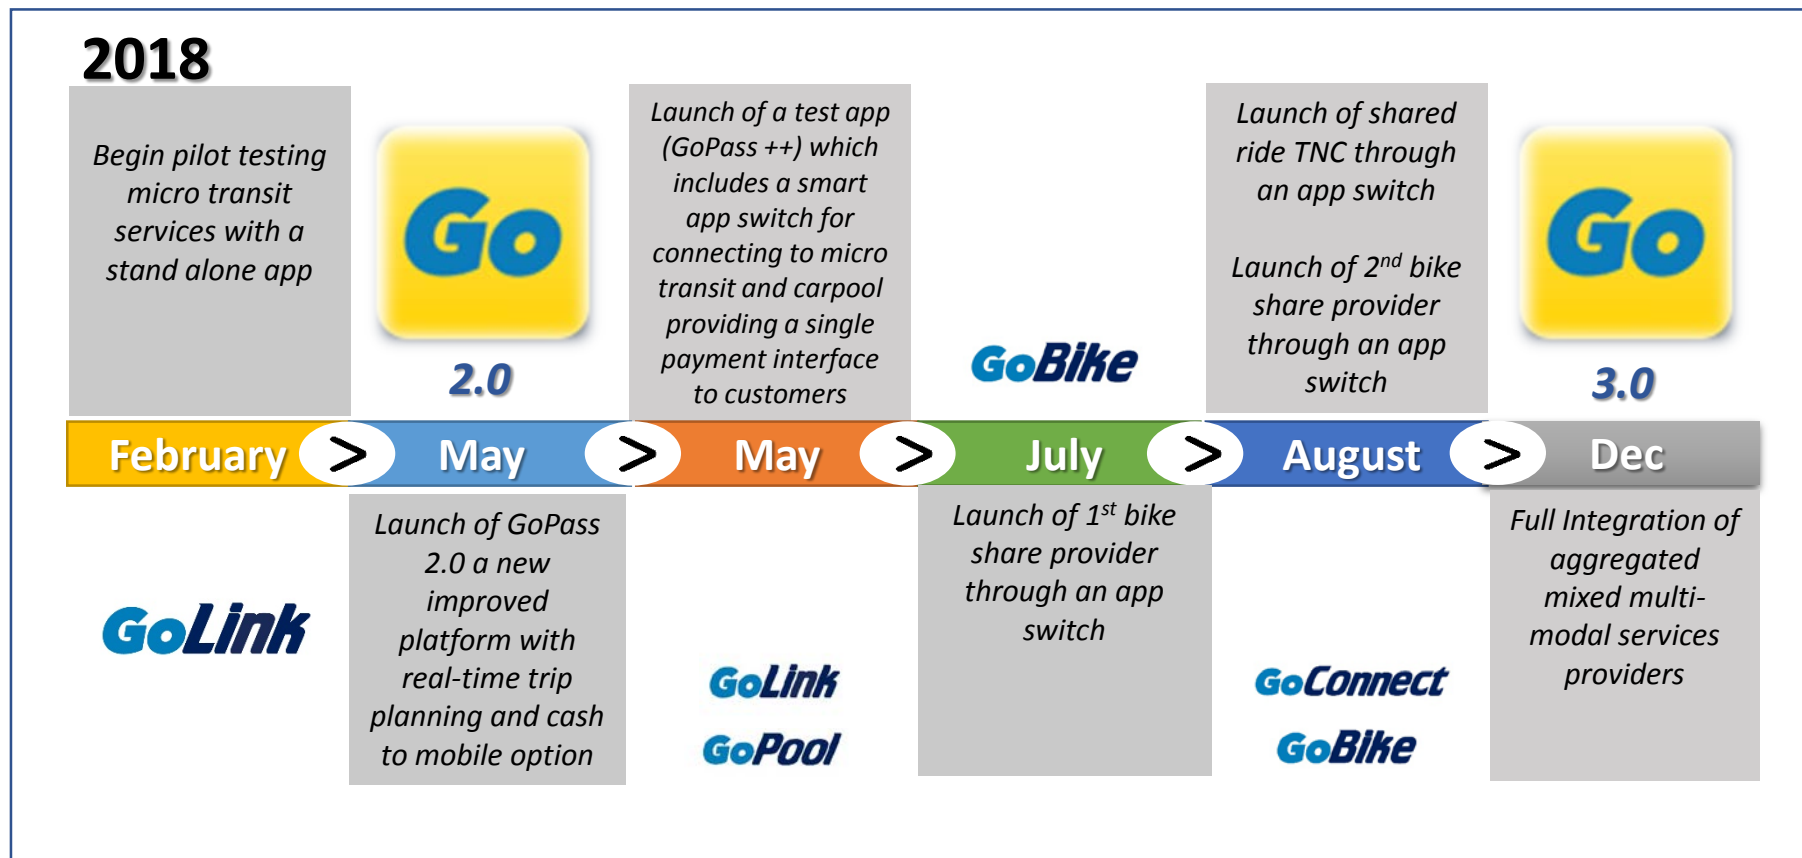 2018
Begin pilot testing
micro transit
services with a
stand alone app
Go
2.0
Launch of a test app
(GoPass ++) which
includes a smart
app switch for
connecting to micro
transit and carpool
providing a single
payment interface
to customers
GoBike
Launch of shared
ride TNC through
an app switch
Launch of 2nd bike
share provider
through an app
switch
Go
3.0
February > May > May > July > August > Dec
GoLink
Launch of GoPass
2.0 a new
improved
platform with
real-time trip
planning and cash
to mobile option
GoLink
GoPool
Launch of 1st bike
share provider
through an app
switch
GoConnect
GoBike
Full Integration of
aggregated
mixed multi-
modal services
providers